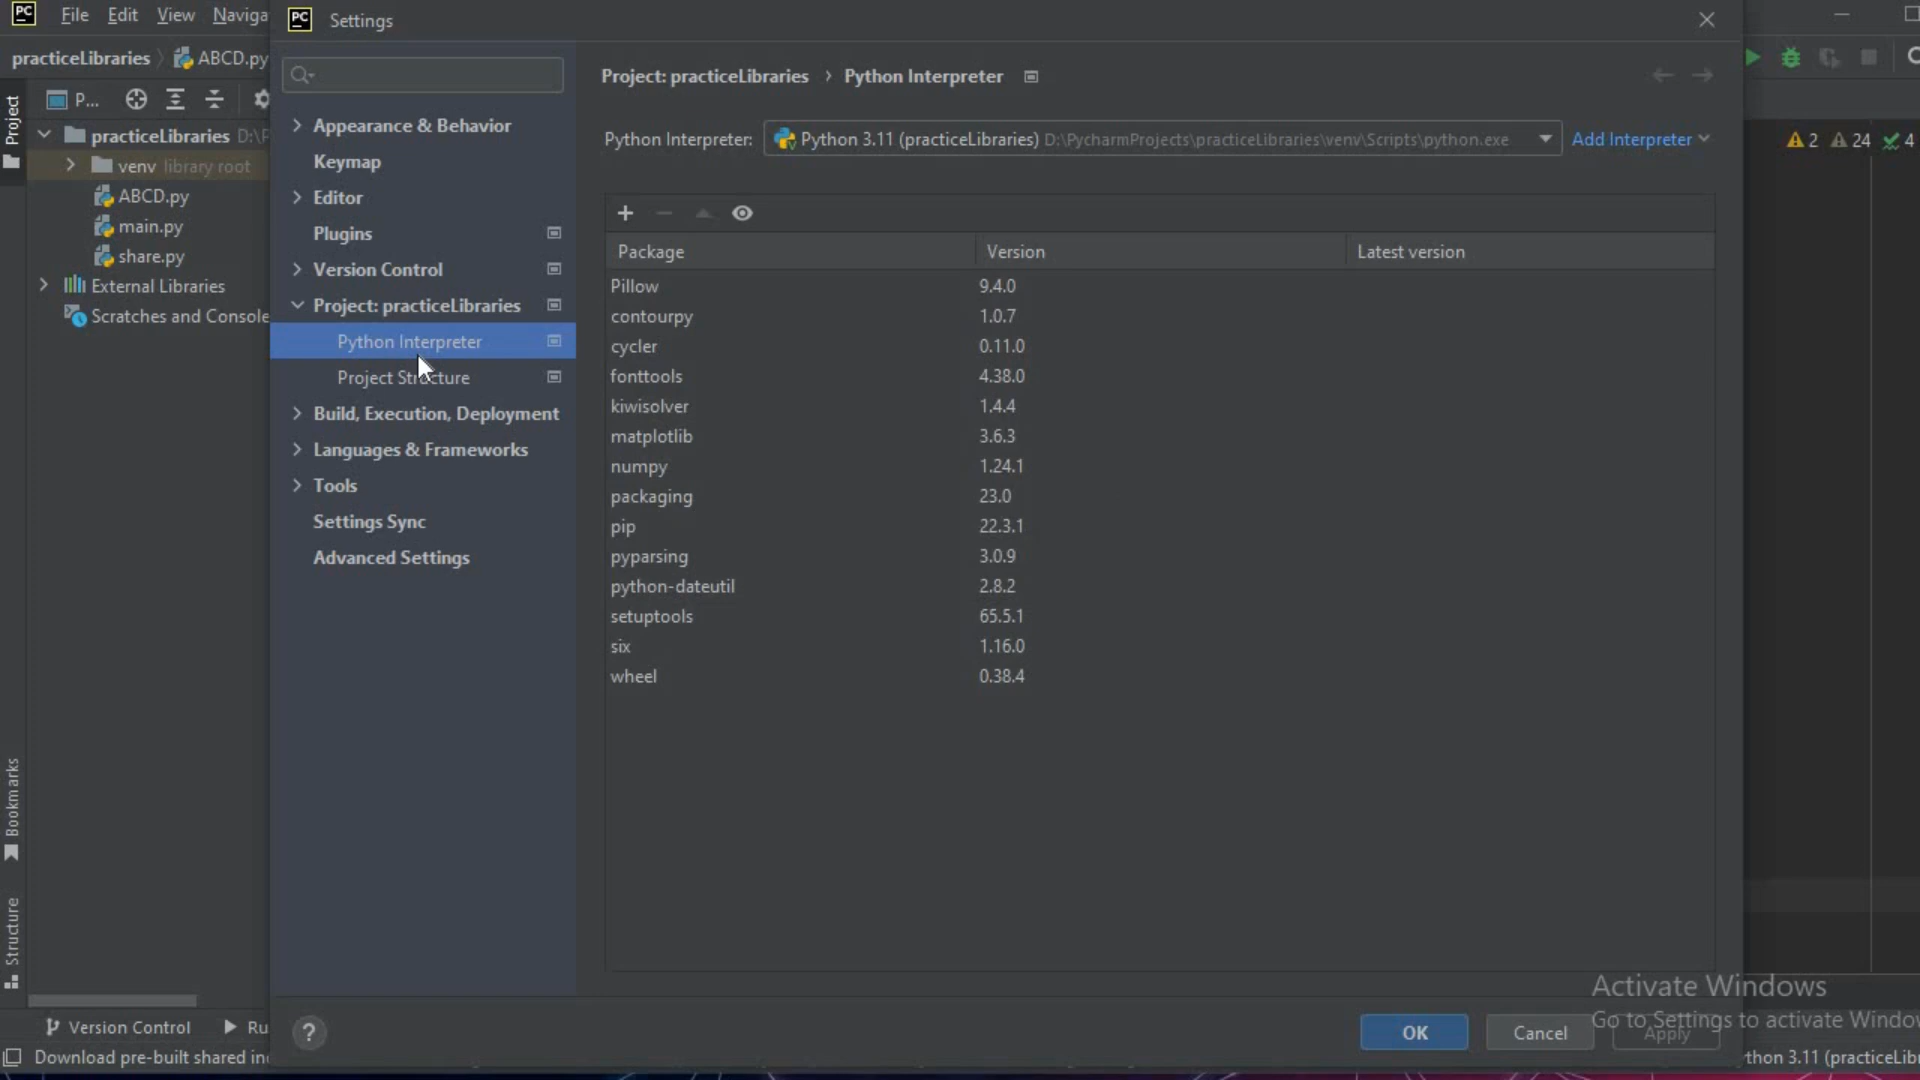 PC File Edit View Naviga
PC Settings
practiceLibraries ABCD.py
Project: practiceLibraries › Python Interpreter
P...
Project
practiceLibraries D:\P
venv library root
ABCD.py
main.py
share.py
External Libraries
Scratches and Console
Appearance & Behavior
Keymap
Editor
Plugins
Version Control
Project: practiceLibraries
Python Interpreter
Project Structure
Build, Execution, Deployment
Languages & Frameworks
Tools
Settings Sync
Advanced Settings
Python Interpreter: Python 3.11 (practiceLibraries) D:\PycharmProjects\practiceLibraries\venv\Scripts\python.exe Add Interpreter
2 24 4
Package Version Latest version
Pillow 9.4.0
contourpy 1.0.7
cycler 0.11.0
fonttools 4.38.0
kiwisolver 1.4.4
matplotlib 3.6.3
numpy 1.24.1
packaging 23.0
pip 22.3.1
pyparsing 3.0.9
python-dateutil 2.8.2
setuptools 65.5.1
six 1.16.0
wheel 0.38.4
Bookmarks
Structure
Activate Windows
Go to Settings to activate Window
Version Control Ru
? OK Cancel Apply
Download pre-built shared in
thon 3.11 (practiceLibr